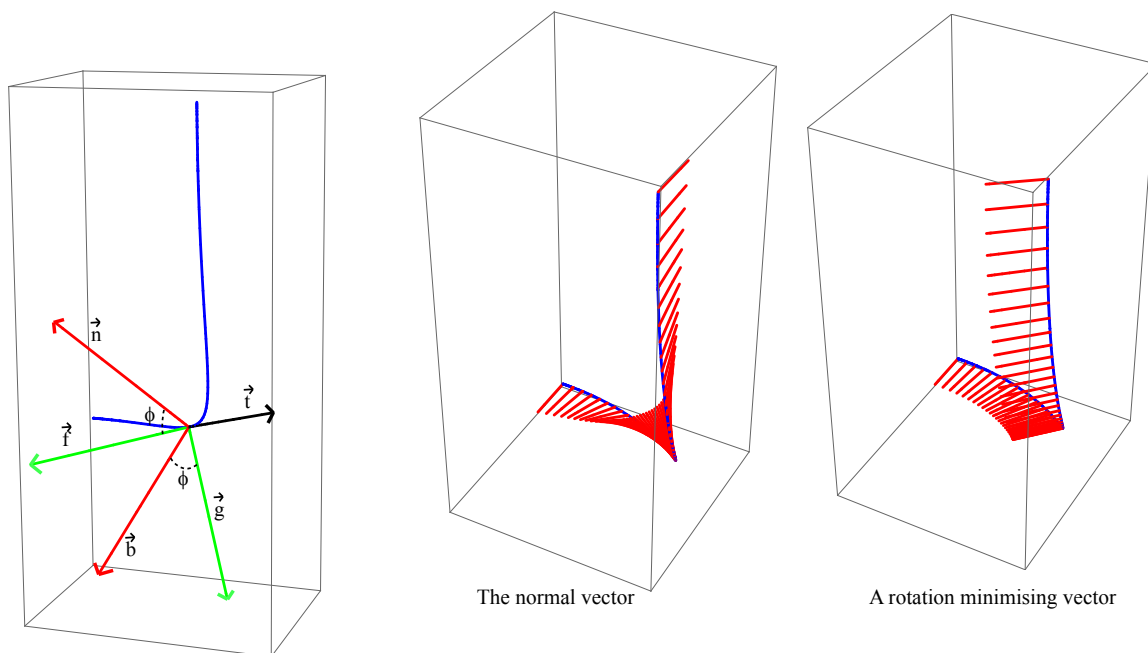 n⃗
ϕ
t⃗
f⃗
ϕ
g⃗
b⃗
The normal vector
A rotation minimising vector